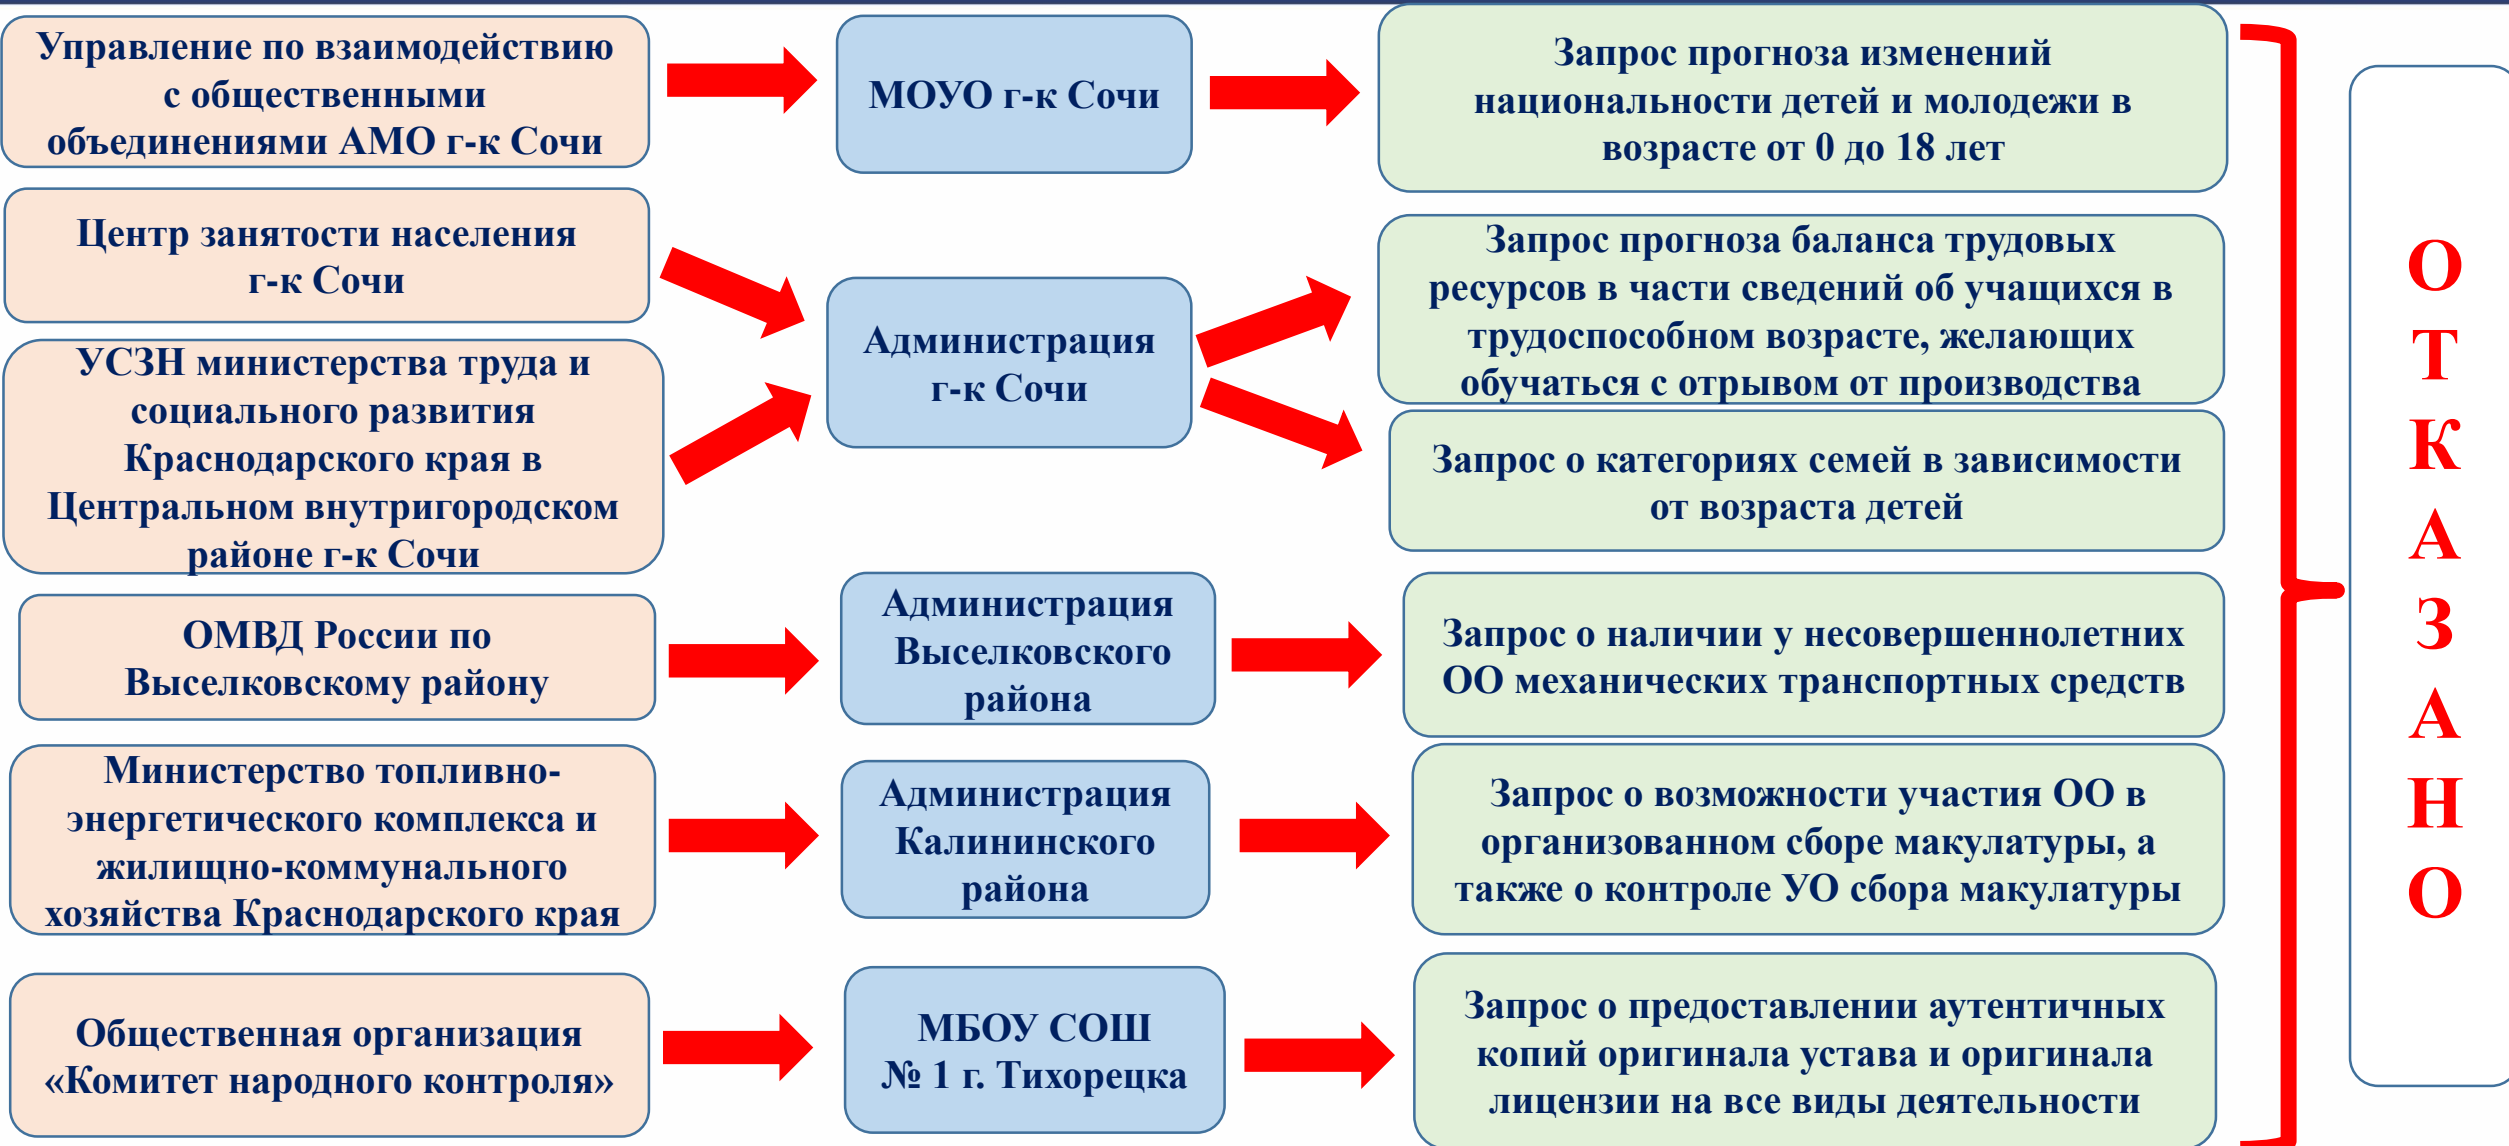 Управление по взаимодействию
с общественными
объединениями АМО г-к Сочи
МОУО г-к Сочи
Запрос прогноза изменений
национальности детей и молодежи в
возрасте от 0 до 18 лет
Центр занятости населения
г-к Сочи
УСЗН министерства труда и
социального развития
Краснодарского края в
Центральном внутригородском
районе г-к Сочи
Администрация
г-к Сочи
Запрос прогноза баланса трудовых
ресурсов в части сведений об учащихся в
трудоспособном возрасте, желающих
обучаться с отрывом от производства
Запрос о категориях семей в зависимости
от возраста детей
ОМВД России по
Выселковскому району
Администрация
Выселковского
района
Запрос о наличии у несовершеннолетних
ОО механических транспортных средств
Министерство топливно-
энергетического комплекса и
жилищно-коммунального
хозяйства Краснодарского края
Администрация
Калининского
района
Запрос о возможности участия ОО в
организованном сборе макулатуры, а
также о контроле УО сбора макулатуры
Общественная организация
«Комитет народного контроля»
МБОУ СОШ
№ 1 г. Тихорецка
Запрос о предоставлении аутентичных
копий оригинала устава и оригинала
лицензии на все виды деятельности
О
Т
К
А
З
А
Н
О